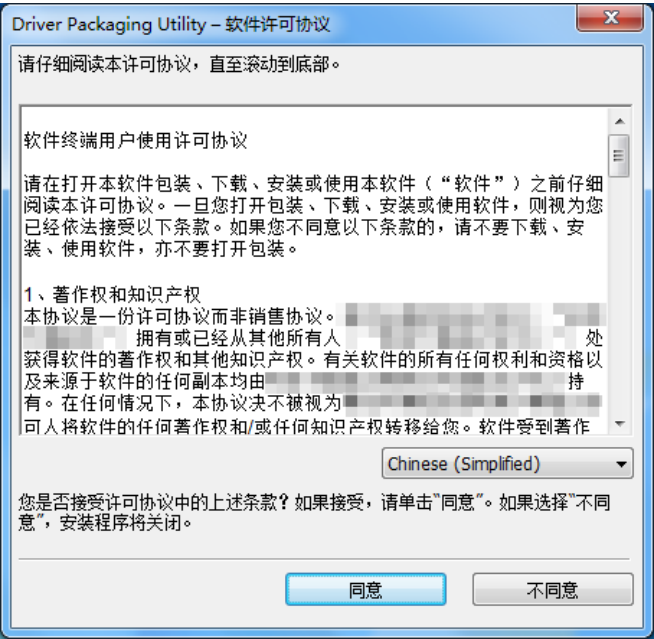 Driver Packaging Utility – 软件许可协议
请仔细阅读本许可协议，直至滚动到底部。
软件终端用户使用许可协议
请在打开本软件包装、下载、安装或使用本软件（“软件”）之前仔细
阅读本许可协议。一旦您打开包装、下载、安装或使用软件，则视为您
已经依法接受以下条款。如果您不同意以下条款的，请不要下载、安
装、使用软件，亦不要打开包装。
1、著作权和知识产权
本协议是一份许可协议而非销售协议。
拥有或已经从其他所有人 处
获得软件的著作权和其他知识产权。有关软件的所有任何权利和资格以
及来源于软件的任何副本均由 持
有。在任何情况下，本协议决不被视为
可人将软件的任何著作权和/或任何知识产权转移给您。软件受到著作
Chinese (Simplified)
您是否接受许可协议中的上述条款？如果接受，请单击“同意”。如果选择“不同
意”，安装程序将关闭。
同意
不同意